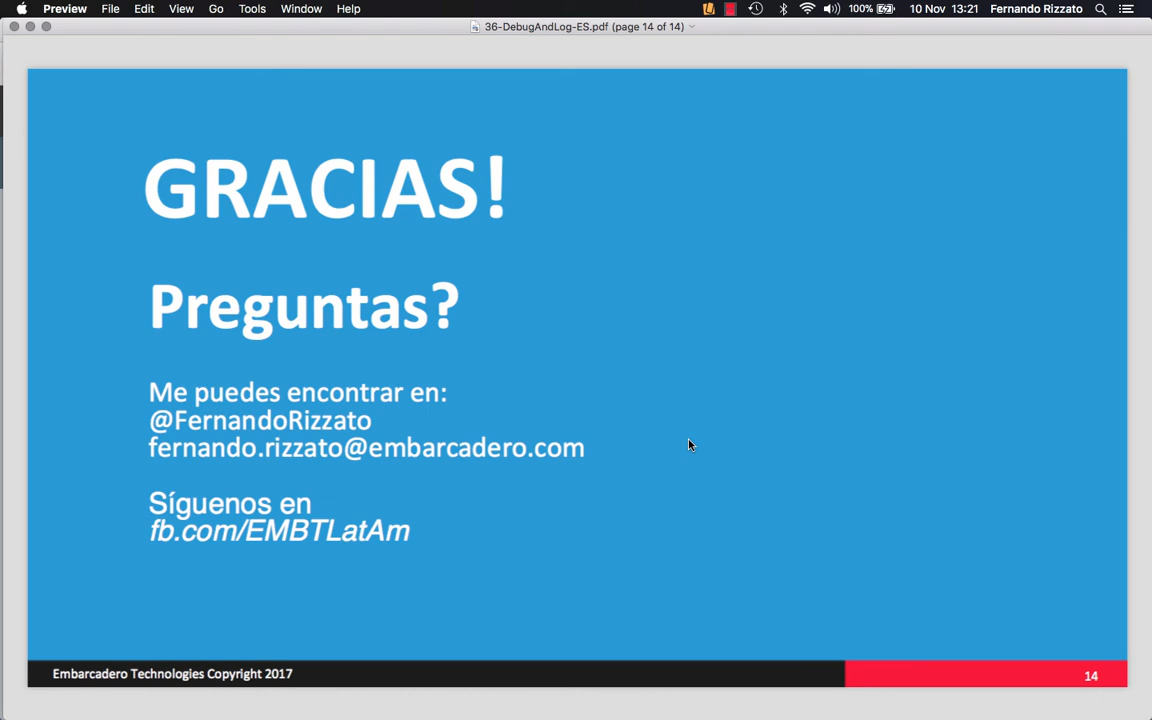 Preview File Edit View Go Tools Window Help 100% 10 Nov 13:21 Fernando Rizzato
36-DebugAndLog-ES.pdf (page 14 of 14)
GRACIAS!
Preguntas?
Me puedes encontrar en:
@FernandoRizzato
fernando.rizzato@embarcadero.com
Síguenos en
fb.com/EMBTLatAm
Embarcadero Technologies Copyright 2017 14